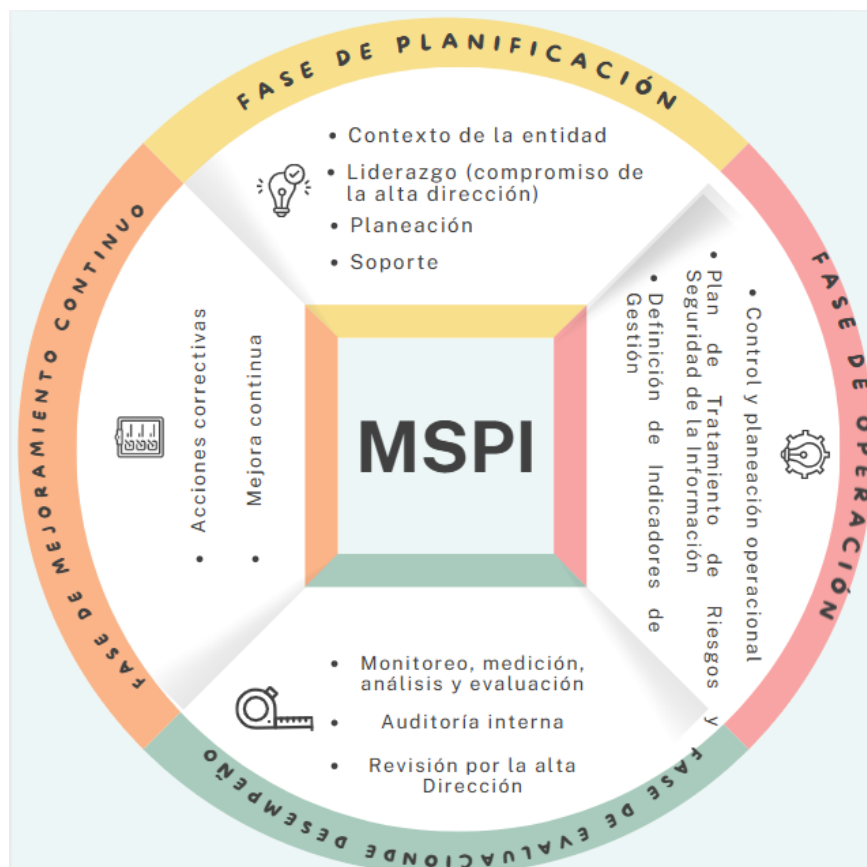 FASE DE PLANIFICACIÓN
• Contexto de la entidad
• Liderazgo (compromiso de
la alta dirección)
• Planeación
• Soporte
FASE DE OPERACIÓN
• Control y planeación operacional
• Plan de Tratamiento de Riesgos y
Seguridad de la Información
• Definición de Indicadores de
Gestión
MSPI
FASE DE EVALUACIÓNDE DESEMPEÑO
• Monitoreo, medición,
análisis y evaluación
• Auditoría interna
• Revisión por la alta
Dirección
FASE DE MEJORAMIENTO CONTINUO
• Acciones correctivas
• Mejora continua